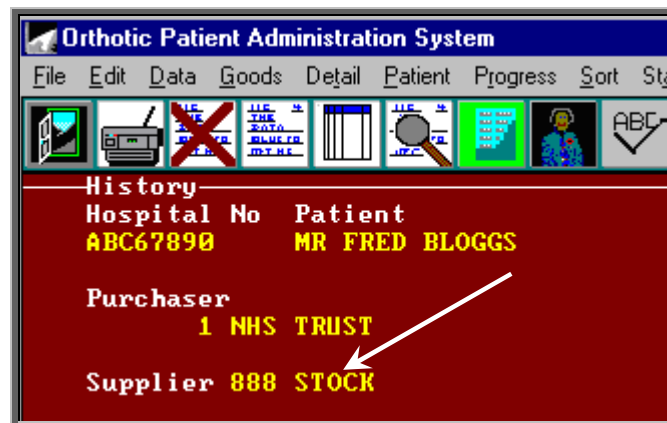 Orthotic Patient Administration System
File Edit Data Goods Detail Patient Progress Sort
ABC
History
Hospital No Patient
ABC67890 MR FRED BLOGGS
Purchaser
1 NHS TRUST
Supplier 888 STOCK